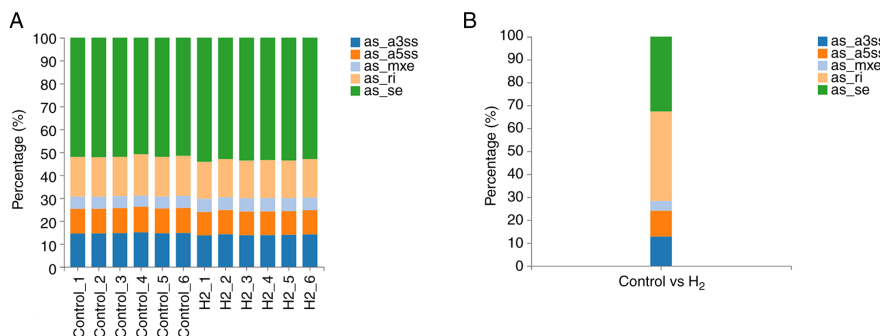 A
Percentage (%)
100
90
80
70
60
50
40
30
20
10
0
Control_1
Control_2
Control_3
Control_4
Control_5
Control_6
H2_1
H2_2
H2_3
H2_4
H2_5
H2_6
as_a3ss
as_a5ss
as_mxe
as_ri
as_se
B
Percentage (%)
100
90
80
70
60
50
40
30
20
10
0
Control vs H₂
as_a3ss
as_a5ss
as_mxe
as_ri
as_se